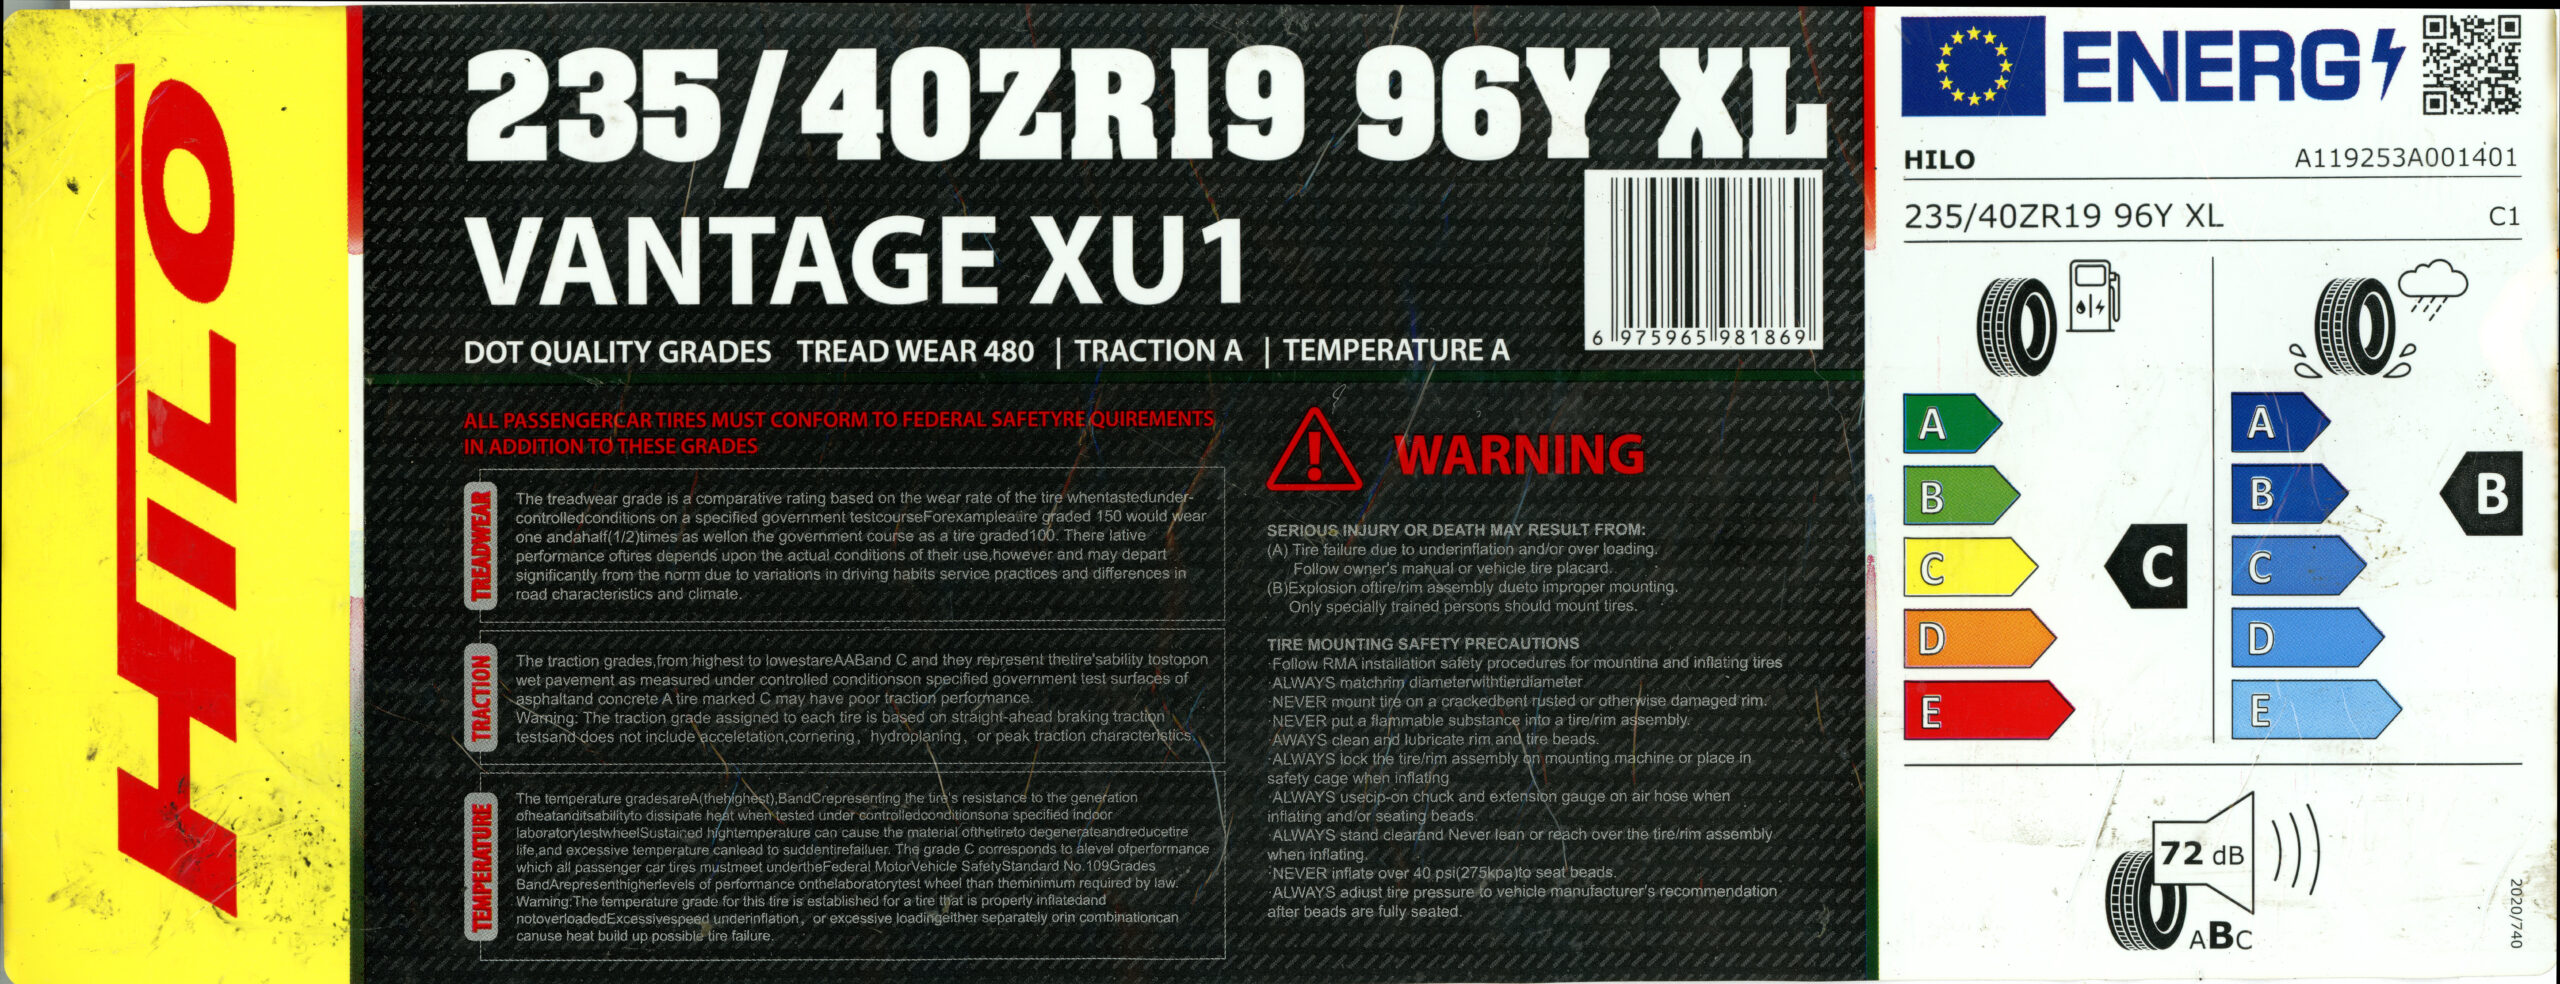 HILO
235/40ZR19 96Y XL
VANTAGE XU1
DOT QUALITY GRADES TREAD WEAR 480 | TRACTION A | TEMPERATURE A
6 975965 981869
ALL PASSENGERCAR TIRES MUST CONFORM TO FEDERAL SAFETYRE QUIREMENTS
IN ADDITION TO THESE GRADES
TREADWEAR
The treadwear grade is a comparative rating based on the wear rate of the tire whentastedunder-
controlledconditions on a specified government testcourseForexampleatire graded 150 would wear
one andahalf(1/2)times as wellon the government course as a tire graded100. There lative
performance oftires depends upon the actual conditions of their use,however and may depart
significantly from the norm due to variations in driving habits service practices and differences in
road characteristics and climate.
TRACTION
The traction grades,from highest to lowestareAABand C and they represent thetire'sability tostopon
wet pavement as measured under controlled conditionson specified government test surfaces of
asphaltand concrete A tire marked C may have poor traction performance.
Warning: The traction grade assigned to each tire is based on straight-ahead braking traction
testsand does not include acceletation,cornering, hydroplaning, or peak traction characteristics.
TEMPERATURE
The temperature gradesareA(thehighest),BandCrepresenting the tire's resistance to the generation
ofheatanditsabilityto dissipate heat when tested under controlledconditionsona specified indoor
laboratorytestwheelSustained hightemperature can cause the material ofthetireto degenerateandreducetire
life,and excessive temperature canlead to suddentirefailuer. The grade C corresponds to alevel ofperformance
which all passenger car tires mustmeet undertheFederal MotorVehicle SafetyStandard No.109Grades
BandArepresenthigherlevels of performance onthelaboratorytest wheel than theminimum required by law.
Warning:The temperature grade for this tire is established for a tire that is properly inflatedand
notoverloadedExcessivespeed underinflation, or excessive loadingeither separately orin combinationcan
canuse heat build up possible tire failure.
WARNING
SERIOUS INJURY OR DEATH MAY RESULT FROM:
(A) Tire failure due to underinflation and/or over loading.
Follow owner's manual or vehicle tire placard.
(B)Explosion oftire/rim assembly dueto improper mounting.
Only specially trained persons should mount tires.
TIRE MOUNTING SAFETY PRECAUTIONS
·Follow RMA installation safety procedures for mountina and inflating tires
·ALWAYS matchrim diameterwithtierdiameter
·NEVER mount tire on a crackedbent rusted or otherwise damaged rim.
·NEVER put a flammable substance into a tire/rim assembly.
·AWAYS clean and lubricate rim and tire beads.
·ALWAYS lock the tire/rim assembly on mounting machine or place in
safety cage when inflating
·ALWAYS usecip-on chuck and extension gauge on air hose when
inflating and/or seating beads.
·ALWAYS stand clearand Never lean or reach over the tire/rim assembly
when inflating.
·NEVER inflate over 40 psi(275kpa)to seat beads.
·ALWAYS adiust tire pressure to vehicle manufacturer's recommendation
after beads are fully seated.
ENERG
HILO A119253A001401
235/40ZR19 96Y XL C1
A
B
C
D
E
C
A
B
C
D
E
B
72 dB
ABC
2020/740